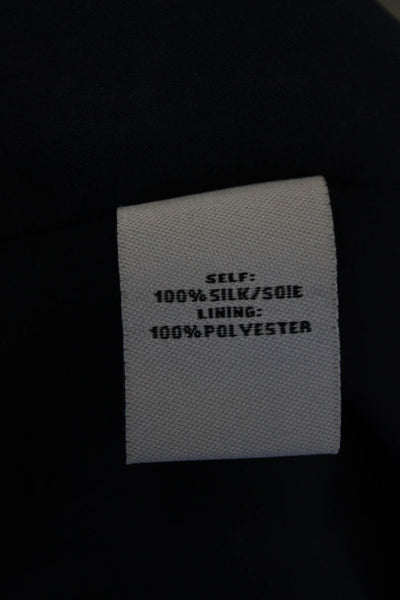 SELF:
100% SILK/SOIE
LINING:
100% POLYESTER